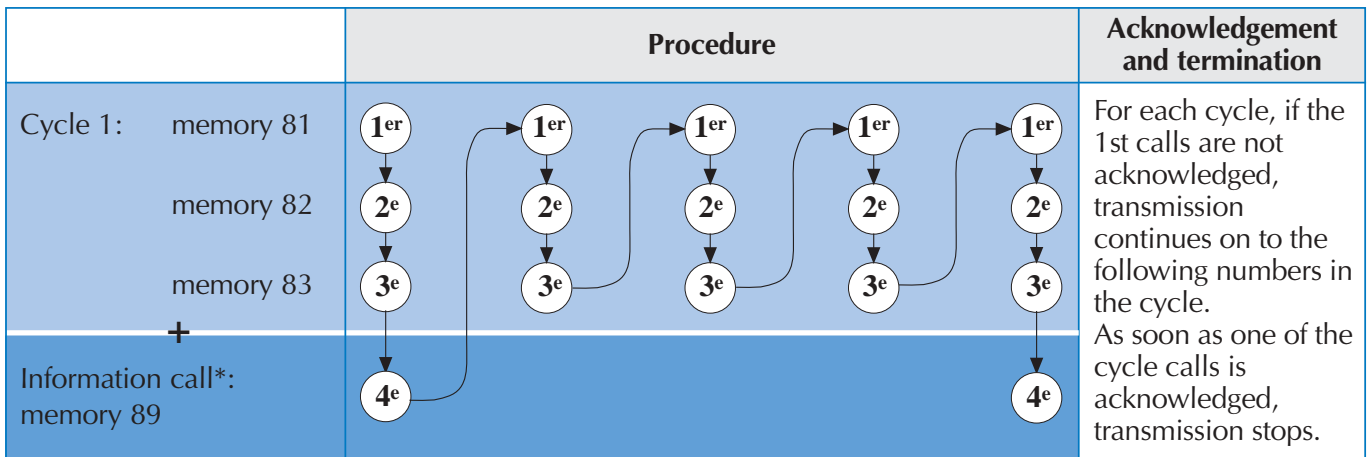 Procedure
Acknowledgement
and termination
Cycle 1: memory 81
1er 1er 1er 1er 1er
memory 82
2e 2e 2e 2e 2e
memory 83
3e 3e 3e 3e 3e
+
Information call*:
memory 89
4e 4e
For each cycle, if the
1st calls are not
acknowledged,
transmission
continues on to the
following numbers in
the cycle.
As soon as one of the
cycle calls is
acknowledged,
transmission stops.